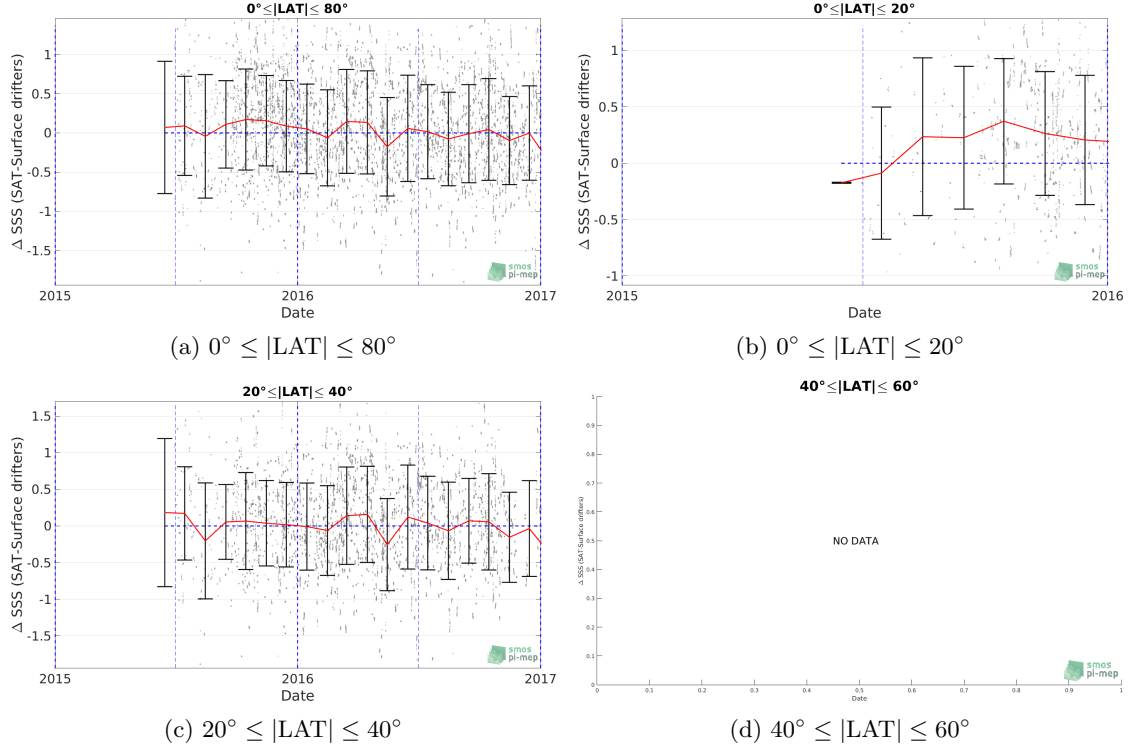 0°≤|LAT|≤ 80°
1
0.5
0
-0.5
-1
-1.5
Δ SSS (SAT-Surface drifters)
2015
2016
2017
Date
smos
pi-mep
(a) 0° ≤ |LAT| ≤ 80°
0°≤|LAT|≤ 20°
1
0.5
0
-0.5
-1
Δ SSS (SAT-Surface drifters)
2015
2016
Date
smos
pi-mep
(b) 0° ≤ |LAT| ≤ 20°
20°≤|LAT|≤ 40°
1.5
1
0.5
0
-0.5
-1
-1.5
Δ SSS (SAT-Surface drifters)
2015
2016
2017
Date
smos
pi-mep
(c) 20° ≤ |LAT| ≤ 40°
40°≤|LAT|≤ 60°
1
0.9
0.8
0.7
0.6
0.5
0.4
0.3
0.2
0.1
0
Δ SSS (SAT-Surface drifters)
NO DATA
0
0.1
0.2
0.3
0.4
0.5
0.6
0.7
0.8
0.9
1
Date
smos
pi-mep
(d) 40° ≤ |LAT| ≤ 60°